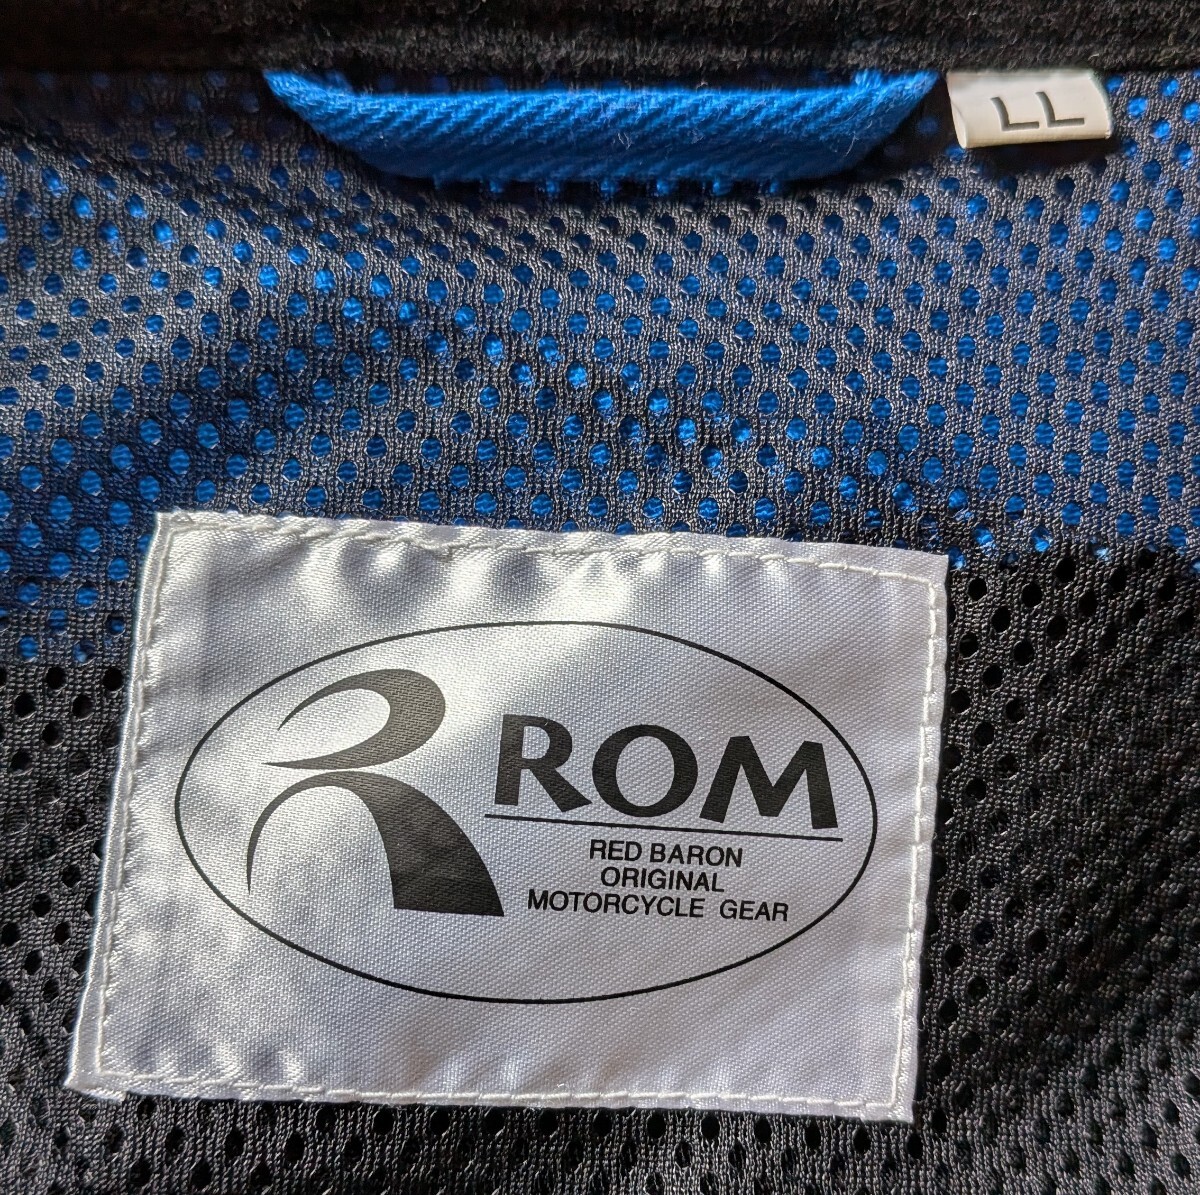 LL
ROM
RED BARON
ORIGINAL
MOTORCYCLE GEAR